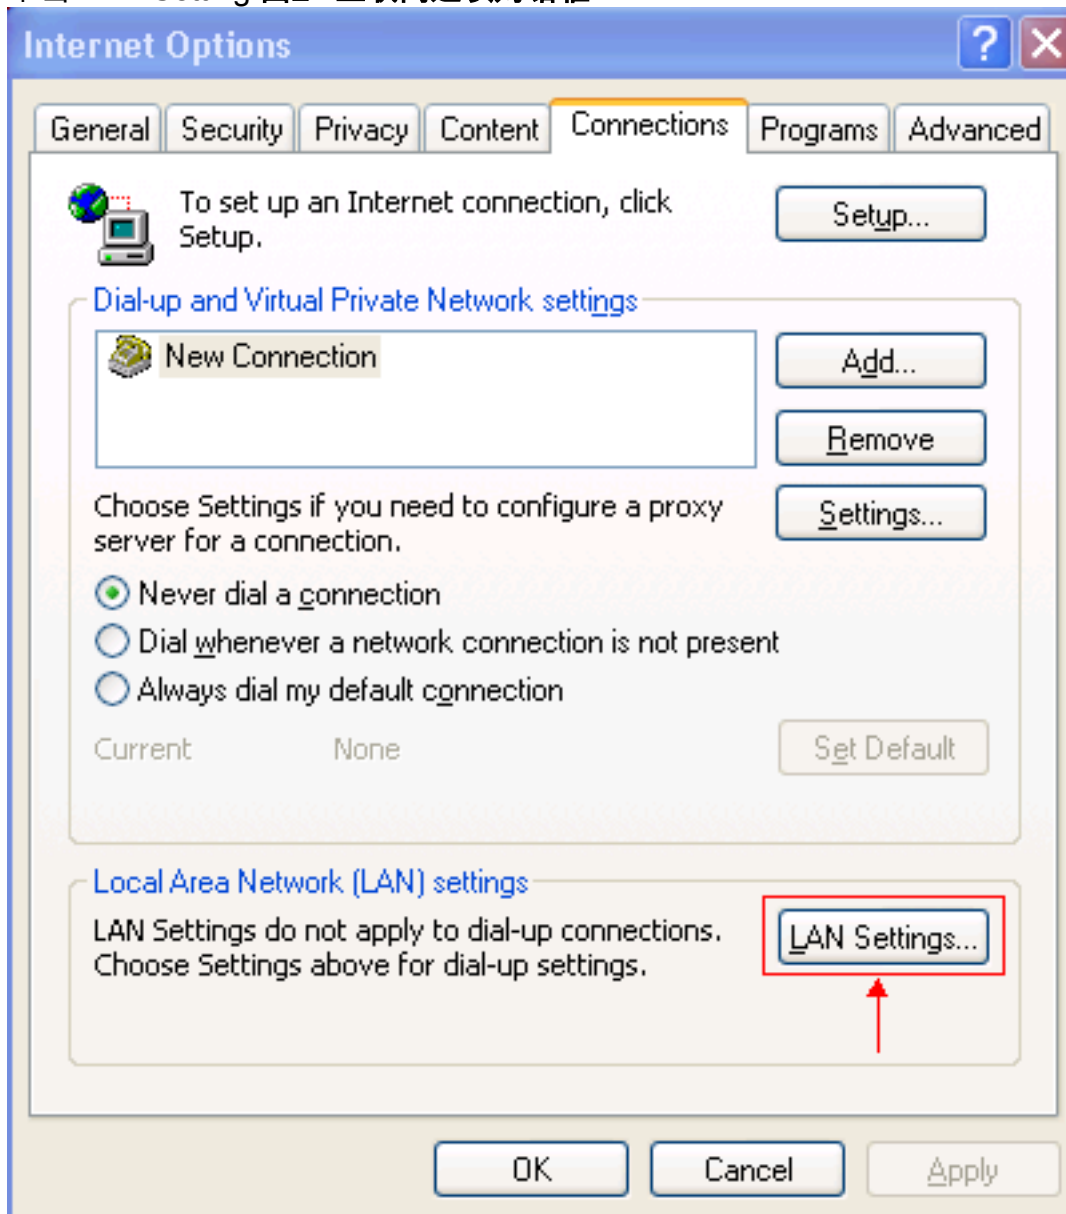 Internet Options
General Security Privacy Content Connections Programs Advanced
To set up an Internet connection, click
Setup.
Setup...
Dial-up and Virtual Private Network settings
New Connection
Add...
Remove
Choose Settings if you need to configure a proxy
server for a connection.
Settings...
Never dial a connection
Dial whenever a network connection is not present
Always dial my default connection
Current None
Set Default
Local Area Network (LAN) settings
LAN Settings do not apply to dial-up connections.
Choose Settings above for dial-up settings.
LAN Settings...
OK Cancel Apply